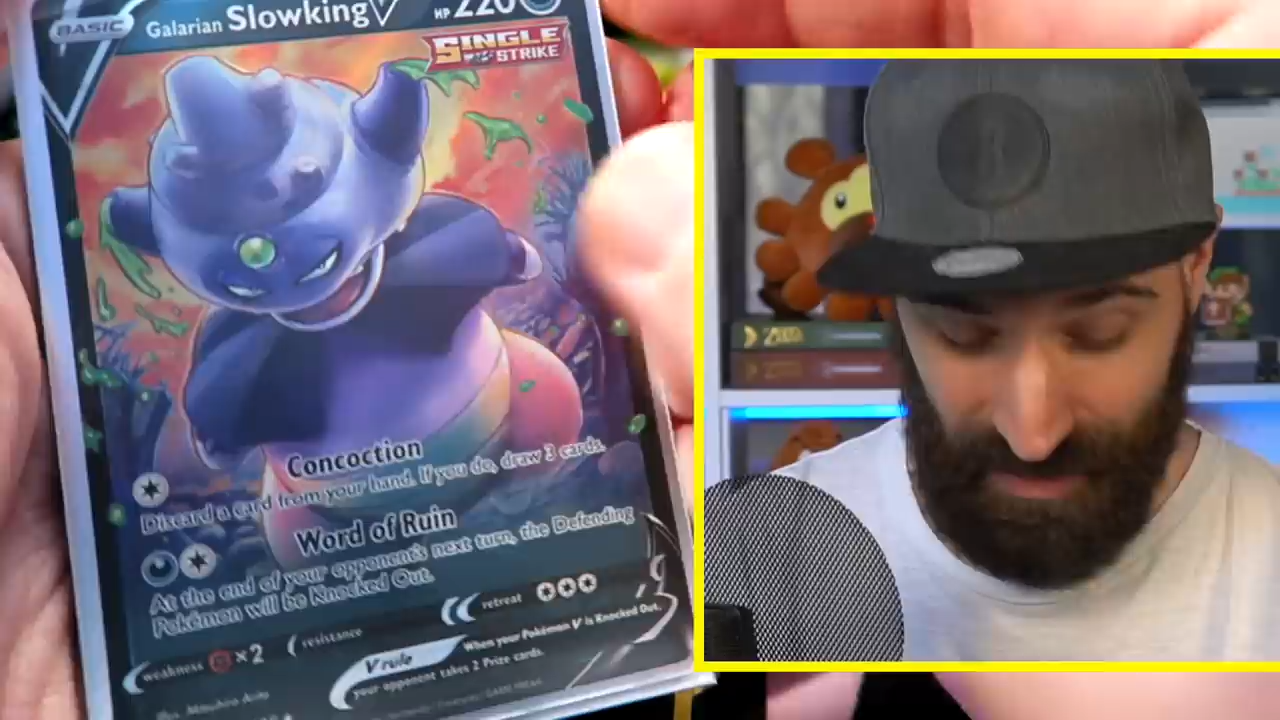 BASIC Galarian Slowking V HP 220
SINGLE
STRIKE
Concoction
Discard a card from your hand. If you do, draw 3 cards.
Word of Ruin
At the end of your opponent's next turn, the Defending
Pokémon will be Knocked Out.
weakness ×2 resistance retreat
V rule When your Pokémon V is Knocked Out,
your opponent takes 2 Prize cards.